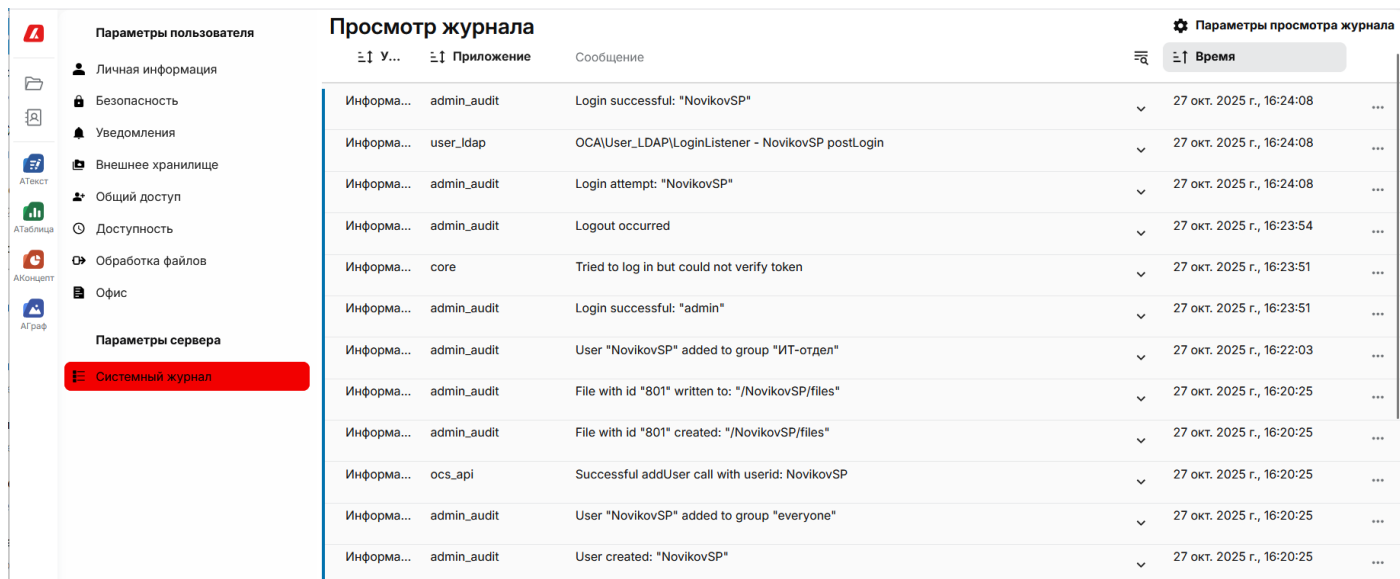 Параметры пользователя
Личная информация
Безопасность
Уведомления
Внешнее хранилище
Общий доступ
Доступность
Обработка файлов
Офис
Параметры сервера
Системный журнал
АТекст
АТаблица
АКонцепт
АГраф
Просмотр журнала
Параметры просмотра журнала
У... Приложение Сообщение Время
Информа... admin_audit Login successful: "NovikovSP" 27 окт. 2025 г., 16:24:08
Информа... user_ldap OCA\User_LDAP\LoginListener - NovikovSP postLogin 27 окт. 2025 г., 16:24:08
Информа... admin_audit Login attempt: "NovikovSP" 27 окт. 2025 г., 16:24:08
Информа... admin_audit Logout occurred 27 окт. 2025 г., 16:23:54
Информа... core Tried to log in but could not verify token 27 окт. 2025 г., 16:23:51
Информа... admin_audit Login successful: "admin" 27 окт. 2025 г., 16:23:51
Информа... admin_audit User "NovikovSP" added to group "ИТ-отдел" 27 окт. 2025 г., 16:22:03
Информа... admin_audit File with id "801" written to: "/NovikovSP/files" 27 окт. 2025 г., 16:20:25
Информа... admin_audit File with id "801" created: "/NovikovSP/files" 27 окт. 2025 г., 16:20:25
Информа... ocs_api Successful addUser call with userid: NovikovSP 27 окт. 2025 г., 16:20:25
Информа... admin_audit User "NovikovSP" added to group "everyone" 27 окт. 2025 г., 16:20:25
Информа... admin_audit User created: "NovikovSP" 27 окт. 2025 г., 16:20:25